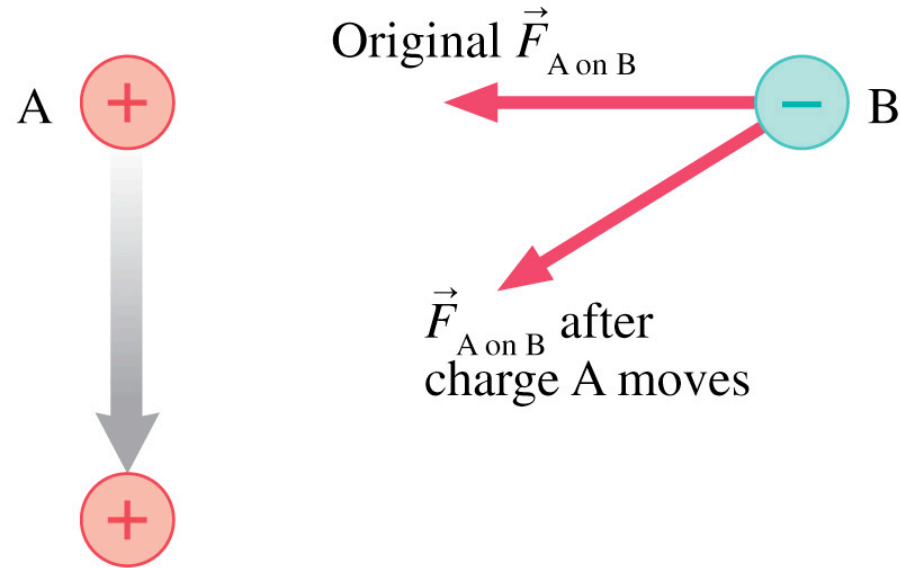 Original F⃗ A on B
A
+
−
B
F⃗ A on B after
charge A moves
+